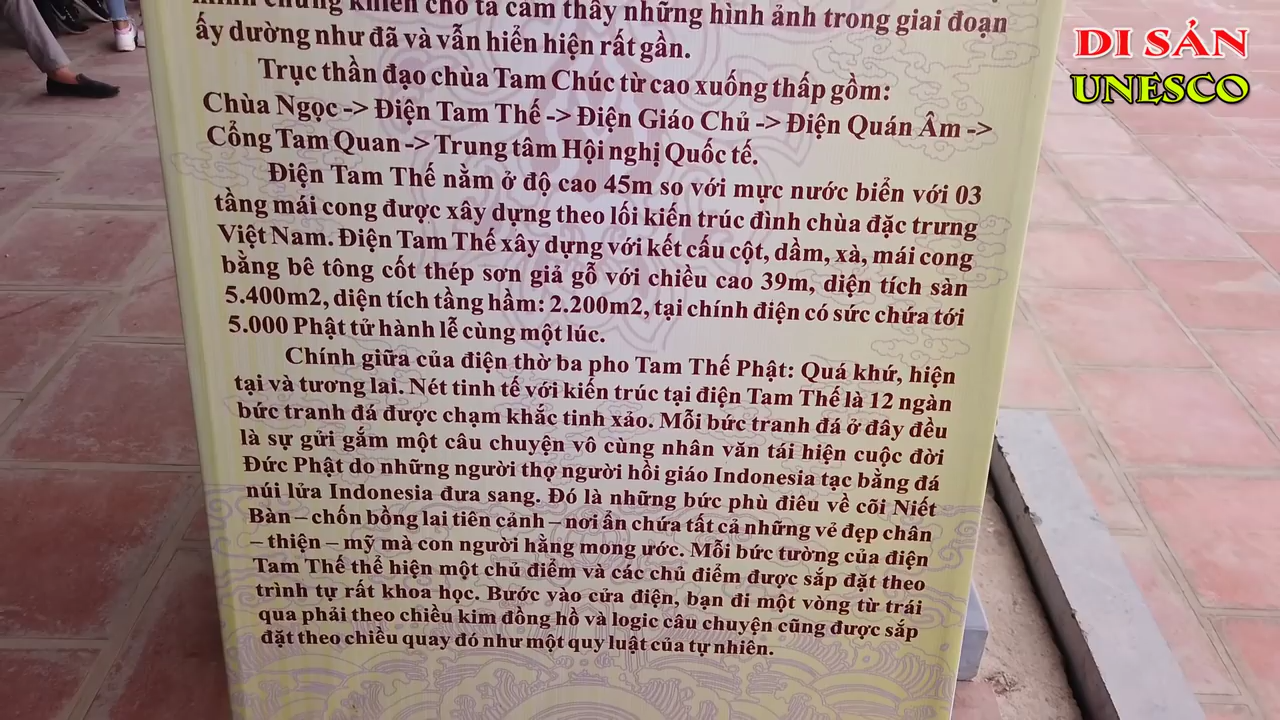 minh chứng khiến cho ta cảm thấy những hình ảnh trong giai đoạn
ấy dường như đã và vẫn hiển hiện rất gần.
Trục thần đạo chùa Tam Chúc từ cao xuống thấp gồm:
Chùa Ngọc -> Điện Tam Thế -> Điện Giáo Chủ -> Điện Quán Âm ->
Cổng Tam Quan -> Trung tâm Hội nghị Quốc tế.
Điện Tam Thế nằm ở độ cao 45m so với mực nước biển với 03
tầng mái cong được xây dựng theo lối kiến trúc đình chùa đặc trưng
Việt Nam. Điện Tam Thế xây dựng với kết cấu cột, dầm, xà, mái cong
bằng bê tông cốt thép sơn giả gỗ với chiều cao 39m, diện tích sàn
5.400m2, diện tích tầng hầm: 2.200m2, tại chính điện có sức chứa tới
5.000 Phật tử hành lễ cùng một lúc.
Chính giữa của điện thờ ba pho Tam Thế Phật: Quá khứ, hiện
tại và tương lai. Nét tinh tế với kiến trúc tại điện Tam Thế là 12 ngàn
bức tranh đá được chạm khắc tinh xảo. Mỗi bức tranh đá ở đây đều
là sự gửi gắm một câu chuyện vô cùng nhân văn tái hiện cuộc đời
Đức Phật do những người thợ người hồi giáo Indonesia tạc bằng đá
núi lửa Indonesia đưa sang. Đó là những bức phù điêu về cõi Niết
Bàn – chốn bồng lai tiên cảnh – nơi ẩn chứa tất cả những vẻ đẹp chân
– thiện – mỹ mà con người hằng mong ước. Mỗi bức tường của điện
Tam Thế thể hiện một chủ điểm và các chủ điểm được sắp đặt theo
trình tự rất khoa học. Bước vào cửa điện, bạn đi một vòng từ trái
qua phải theo chiều kim đồng hồ và logic câu chuyện cũng được sắp
đặt theo chiều quay đó như một quy luật của tự nhiên.
DI SẢN
UNESCO